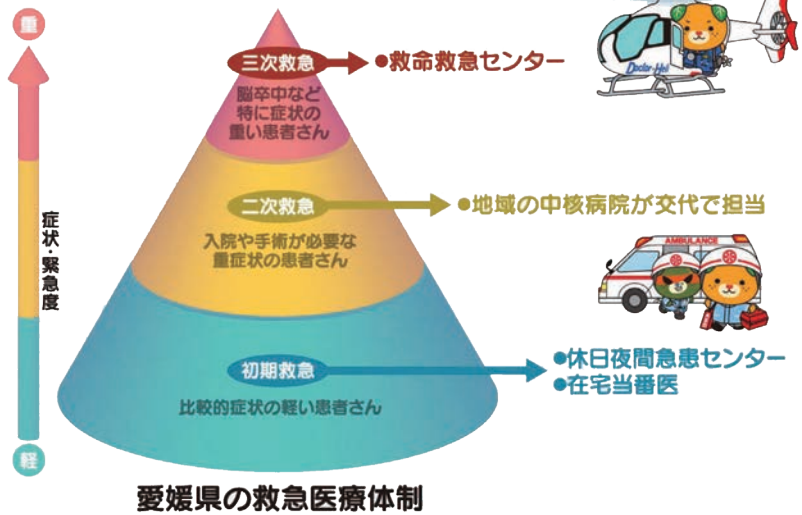 重
三次救急
●救命救急センター
Doctor-Heli
脳卒中など
特に症状の
重い患者さん
二次救急
●地域の中核病院が交代で担当
症状・緊急度
入院や手術が必要な
重症状の患者さん
AMBULANCE
初期救急
●休日夜間急患センター
●在宅当番医
比較的症状の軽い患者さん
軽
愛媛県の救急医療体制